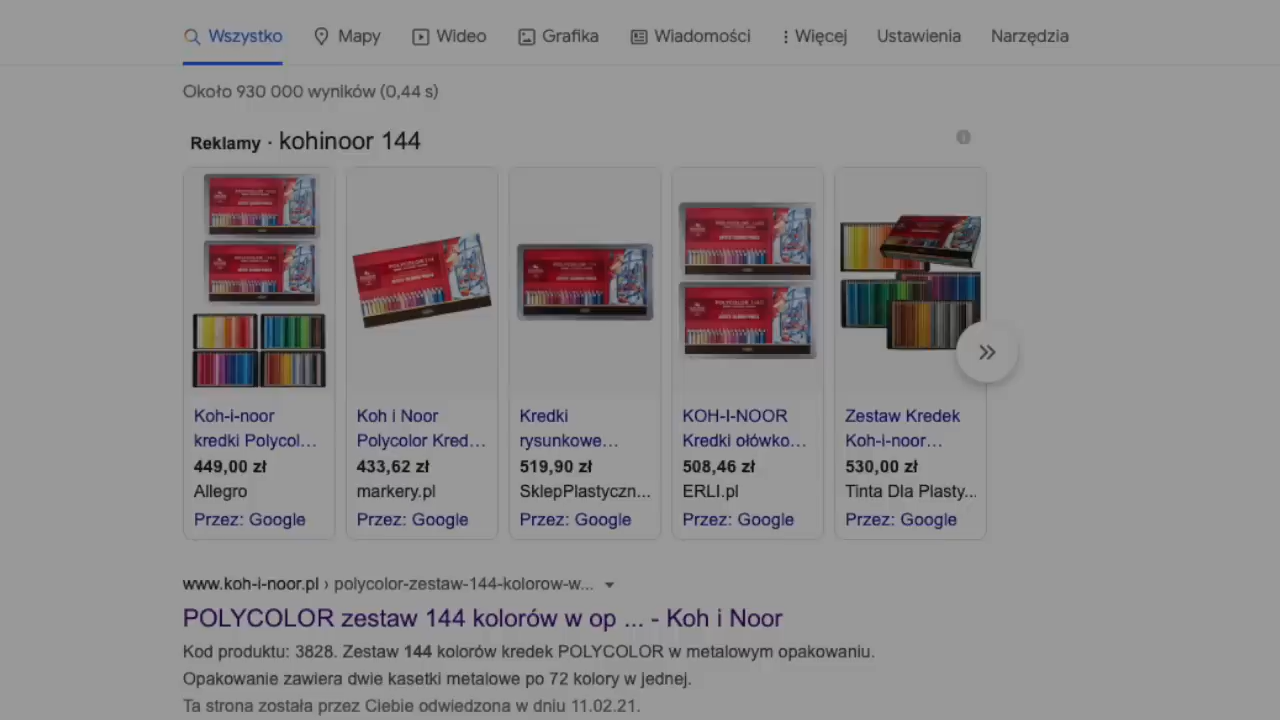 Wszystko Mapy Wideo Grafika Wiadomości Więcej Ustawienia Narzędzia
Około 930 000 wyników (0,44 s)
Reklamy · kohinoor 144
Koh-i-noor
kredki Polycol...
449,00 zł
Allegro
Przez: Google
Koh i Noor
Polycolor Kred...
433,62 zł
markery.pl
Przez: Google
Kredki
rysunkowe...
519,90 zł
SklepPlastyczn...
Przez: Google
KOH-I-NOOR
Kredki ołówko...
508,46 zł
ERLI.pl
Przez: Google
Zestaw Kredek
Koh-i-noor...
530,00 zł
Tinta Dla Plasty...
Przez: Google
www.koh-i-noor.pl › polycolor-zestaw-144-kolorow-w...
POLYCOLOR zestaw 144 kolorów w op ... - Koh i Noor
Kod produktu: 3828. Zestaw 144 kolorów kredek POLYCOLOR w metalowym opakowaniu.
Opakowanie zawiera dwie kasetki metalowe po 72 kolory w jednej.
Ta strona została przez Ciebie odwiedzona w dniu 11.02.21.